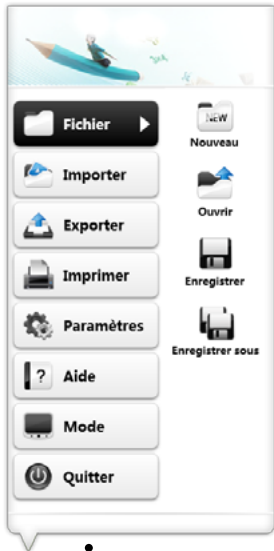 Fichier
Importer
Exporter
Imprimer
Paramètres
? Aide
Mode
Quitter
NEW
Nouveau
Ouvrir
Enregistrer
Enregistrer sous